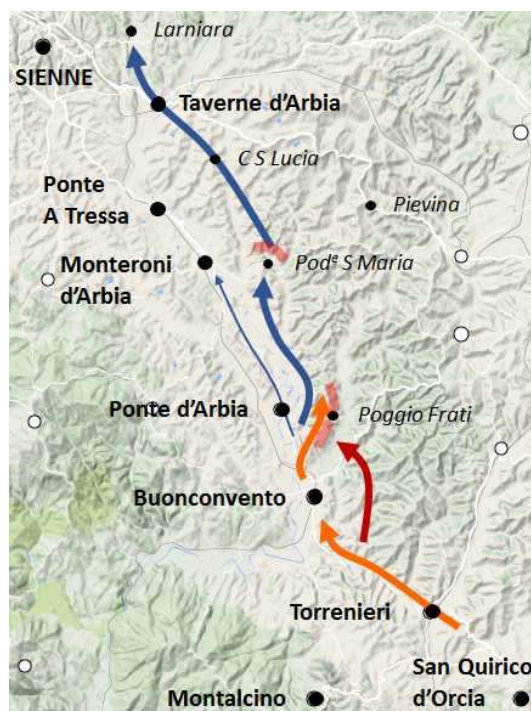 Larniara
SIENNE
Taverne d'Arbia
C S Lucia
Ponte
A Tressa
Pievina
Monteroni
d'Arbia
Podᵉ S Maria
Ponte d'Arbia
Poggio Frati
Buonconvento
Torrenieri
San Quirico
d'Orcia
Montalcino